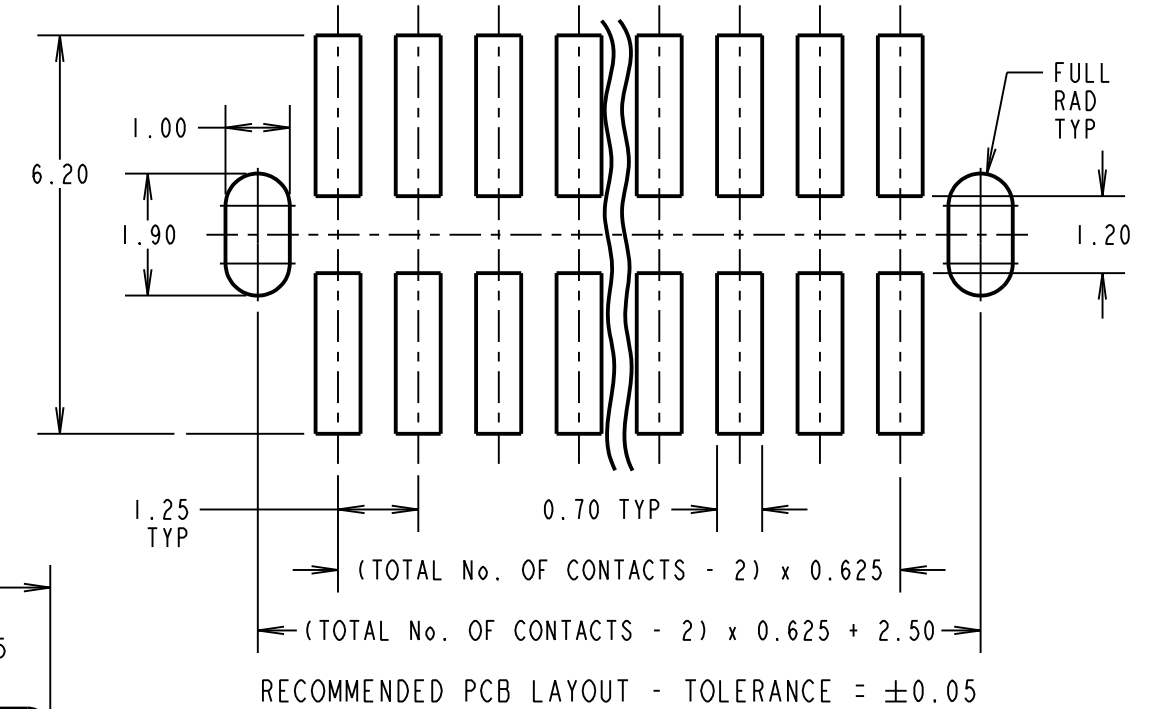 FULL
RAD
TYP
1.00
6.20
1.90
1.20
1.25
TYP
0.70 TYP
(TOTAL No. OF CONTACTS - 2) x 0.625
(TOTAL No. OF CONTACTS - 2) x 0.625 + 2.50
5
RECOMMENDED PCB LAYOUT - TOLERANCE = ±0.05